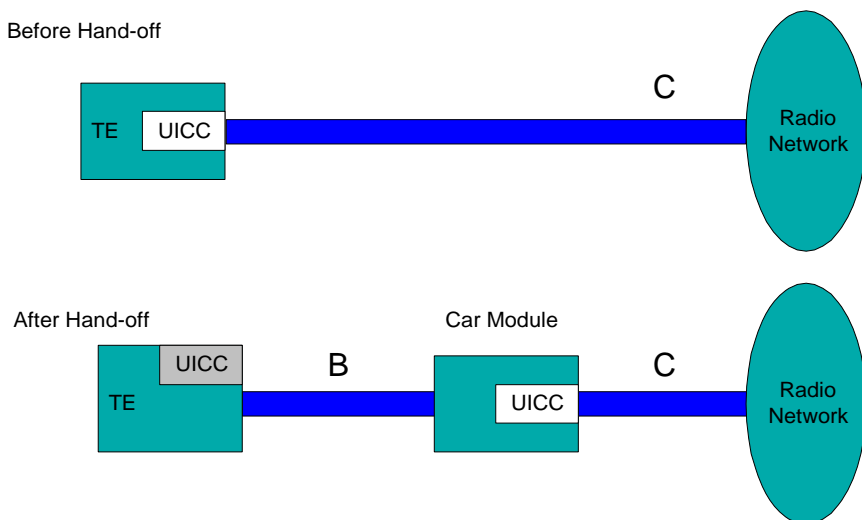 Before Hand-off
C
TE
UICC
Radio
Network
After Hand-off
Car Module
UICC
B
C
TE
UICC
Radio
Network